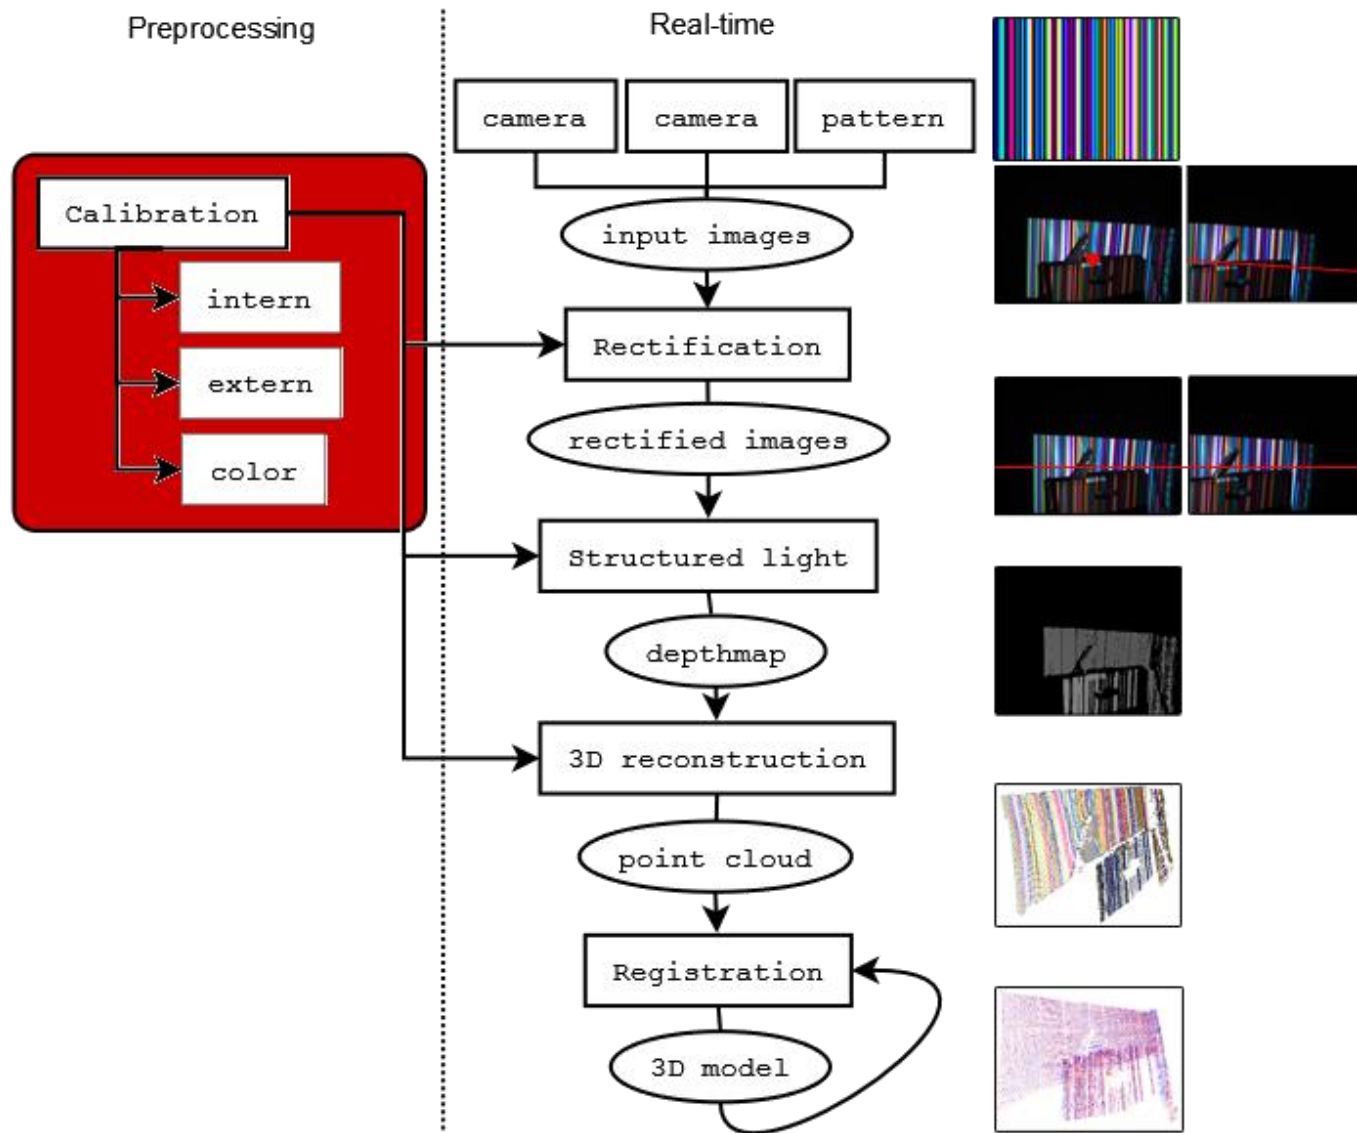 Preprocessing
Real-time
camera
camera
pattern
Calibration
input images
intern
Rectification
extern
rectified images
color
Structured light
depthmap
3D reconstruction
point cloud
Registration
3D model